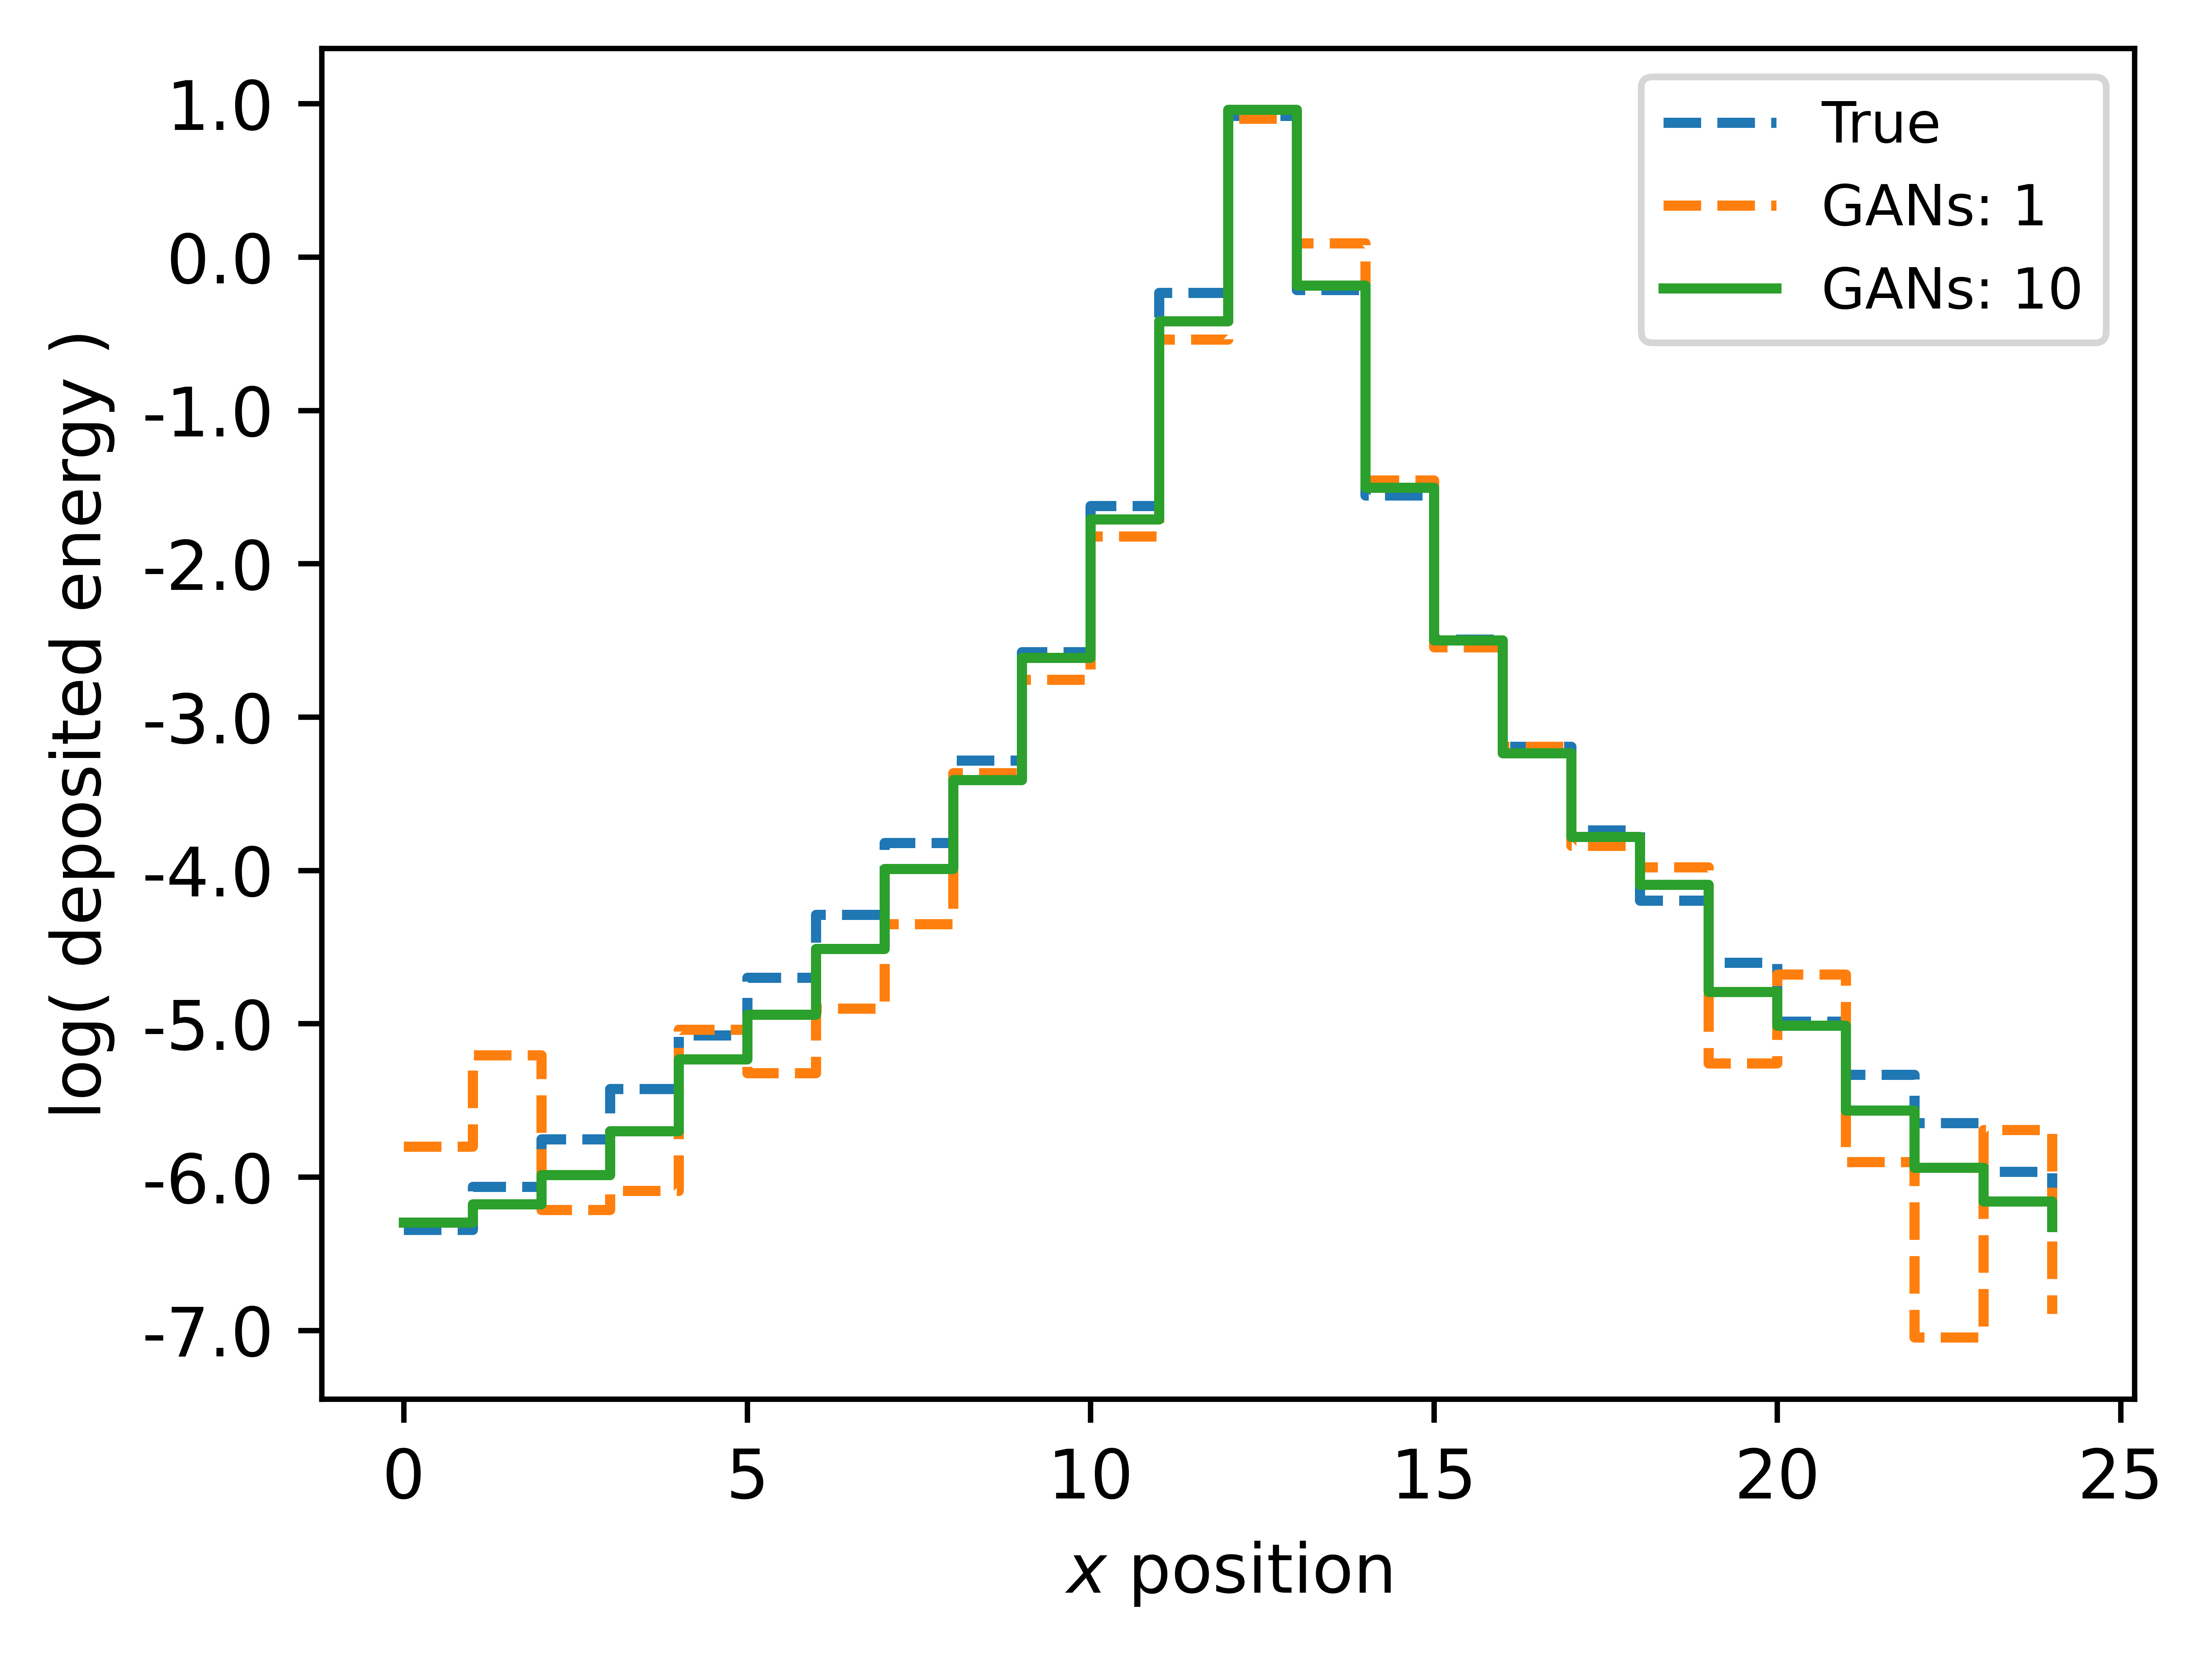 1.0
0.0
-1.0
-2.0
-3.0
-4.0
-5.0
-6.0
-7.0
log( deposited energy )
True
GANs: 1
GANs: 10
0 5 10 15 20 25
x position